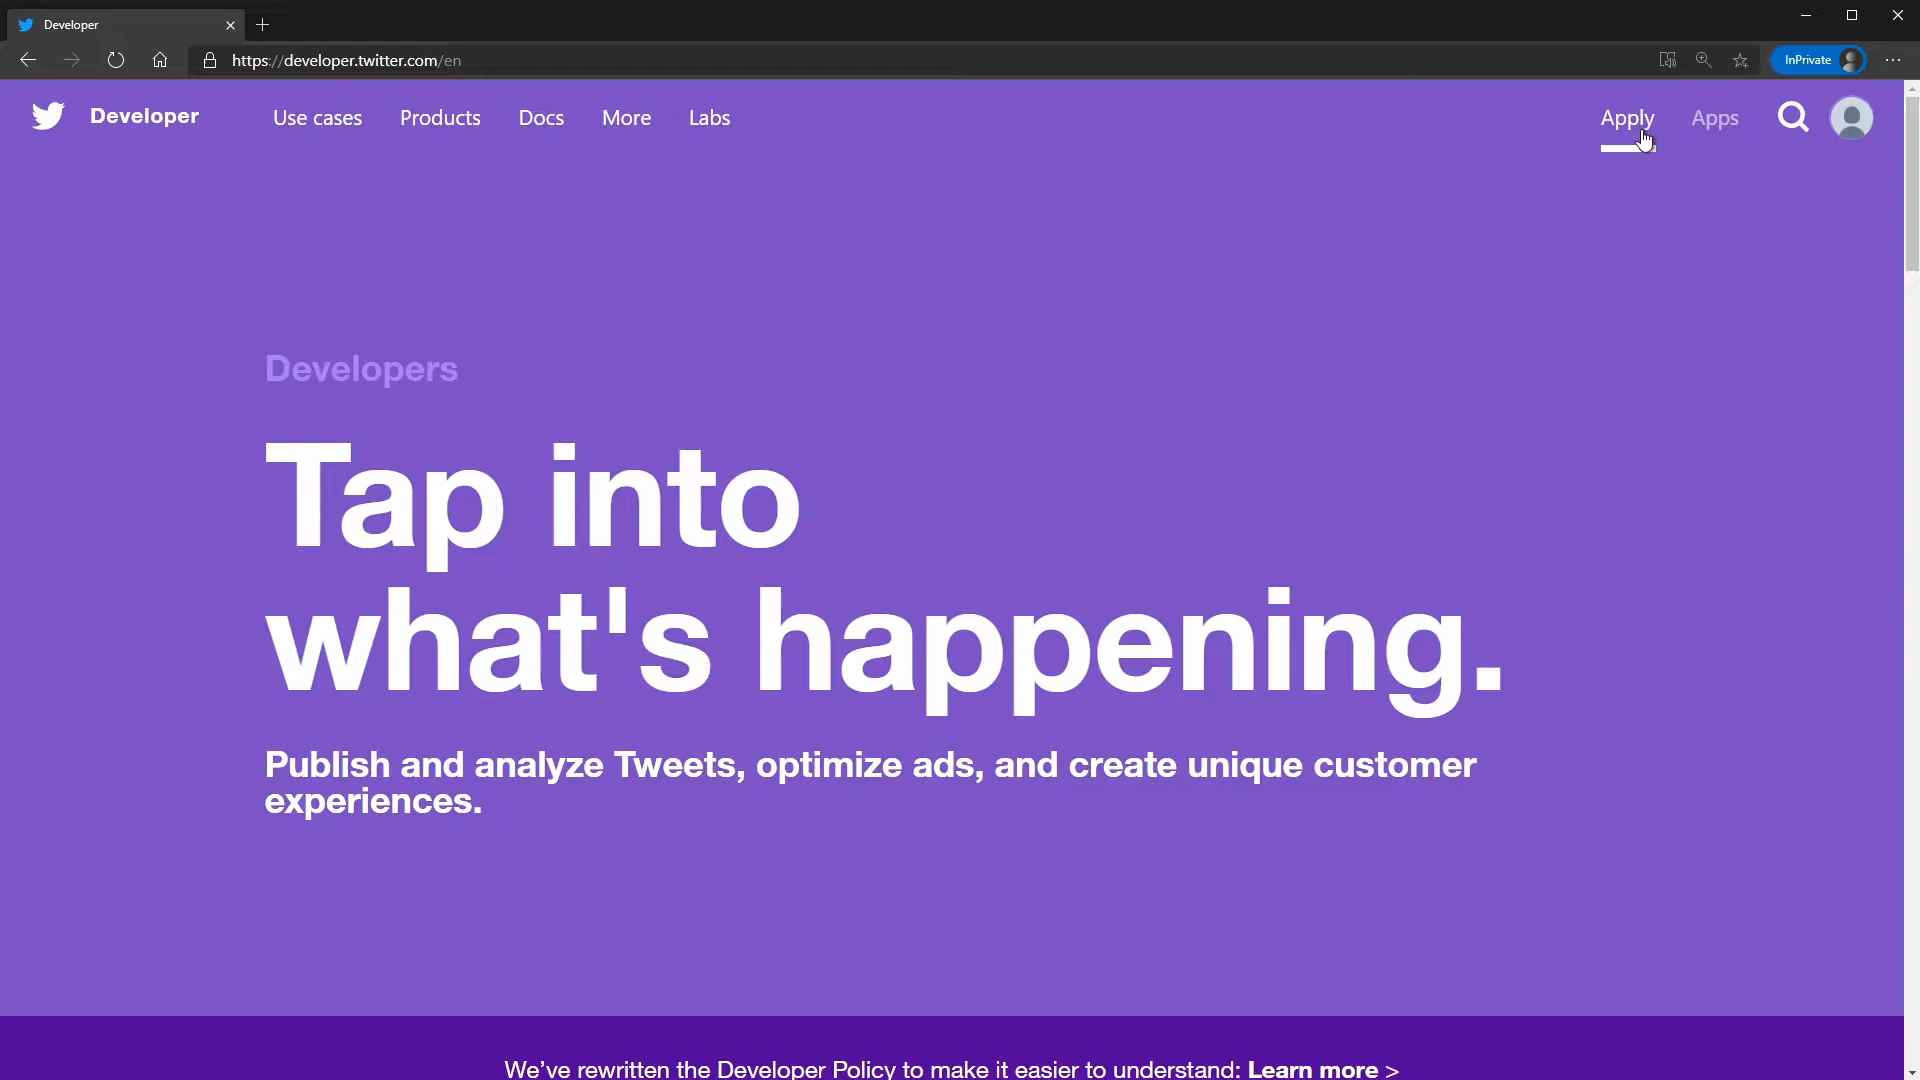 Developer
https://developer.twitter.com/en
InPrivate
Developer
Use cases
Products
Docs
More
Labs
Apply
Apps
Developers
Tap into
what's happening.
Publish and analyze Tweets, optimize ads, and create unique customer
experiences.
We’ve rewritten the Developer Policy to make it easier to understand: Learn more >